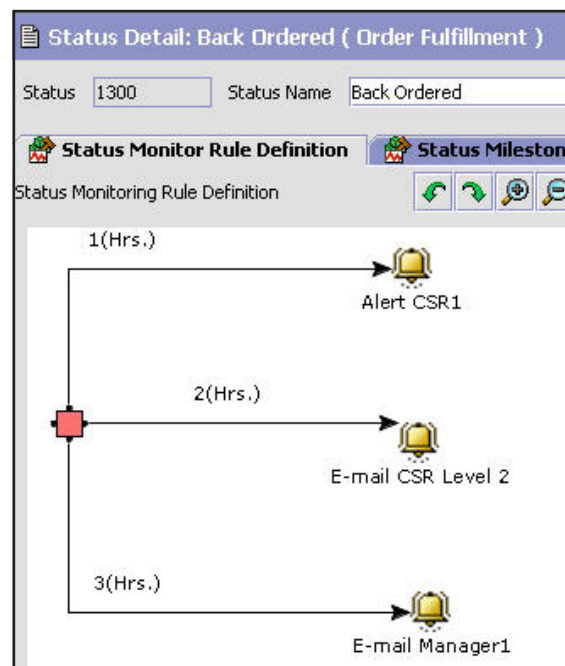 Status Detail: Back Ordered ( Order Fulfillment )
Status 1300 Status Name Back Ordered
Status Monitor Rule Definition Status Mileston
Status Monitoring Rule Definition
1(Hrs.)
Alert CSR1
2(Hrs.)
E-mail CSR Level 2
3(Hrs.)
E-mail Manager1